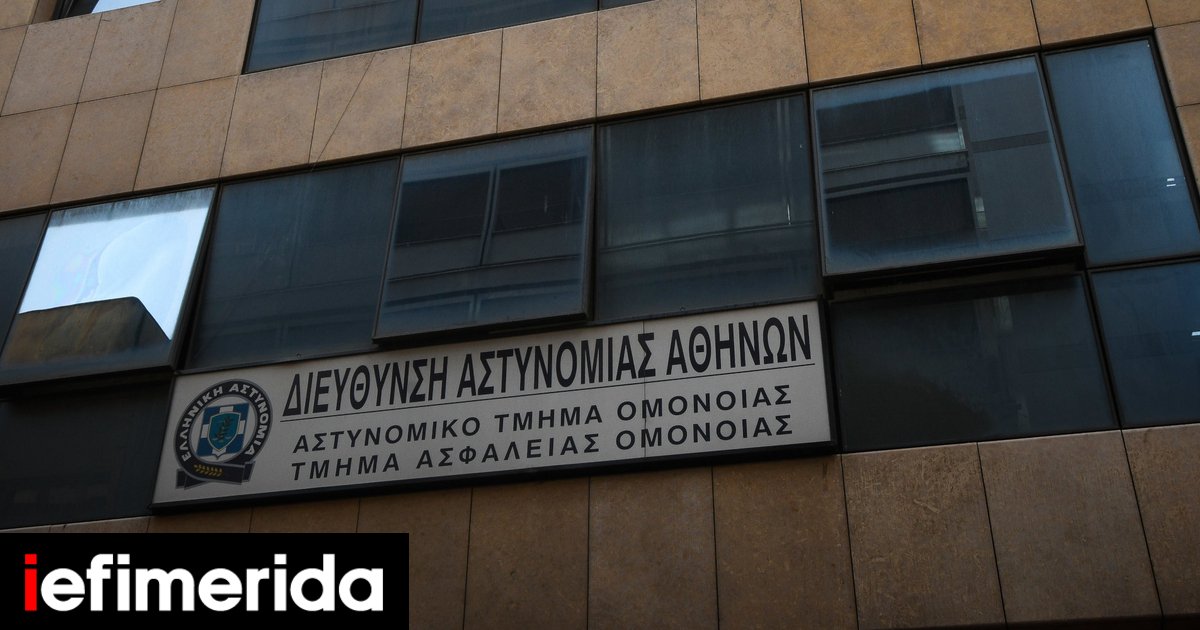 ΔΙΕΥΘΥΝΣΗ ΑΣΤΥΝΟΜΙΑΣ ΑΘΗΝΩΝ
ΑΣΤΥΝΟΜΙΚΟ ΤΜΗΜΑ ΟΜΟΝΟΙΑΣ
ΤΜΗΜΑ ΑΣΦΑΛΕΙΑΣ ΟΜΟΝΟΙΑΣ
ΕΛΛΗΝΙΚΗ ΑΣΤΥΝΟΜΙΑ
iefimerida